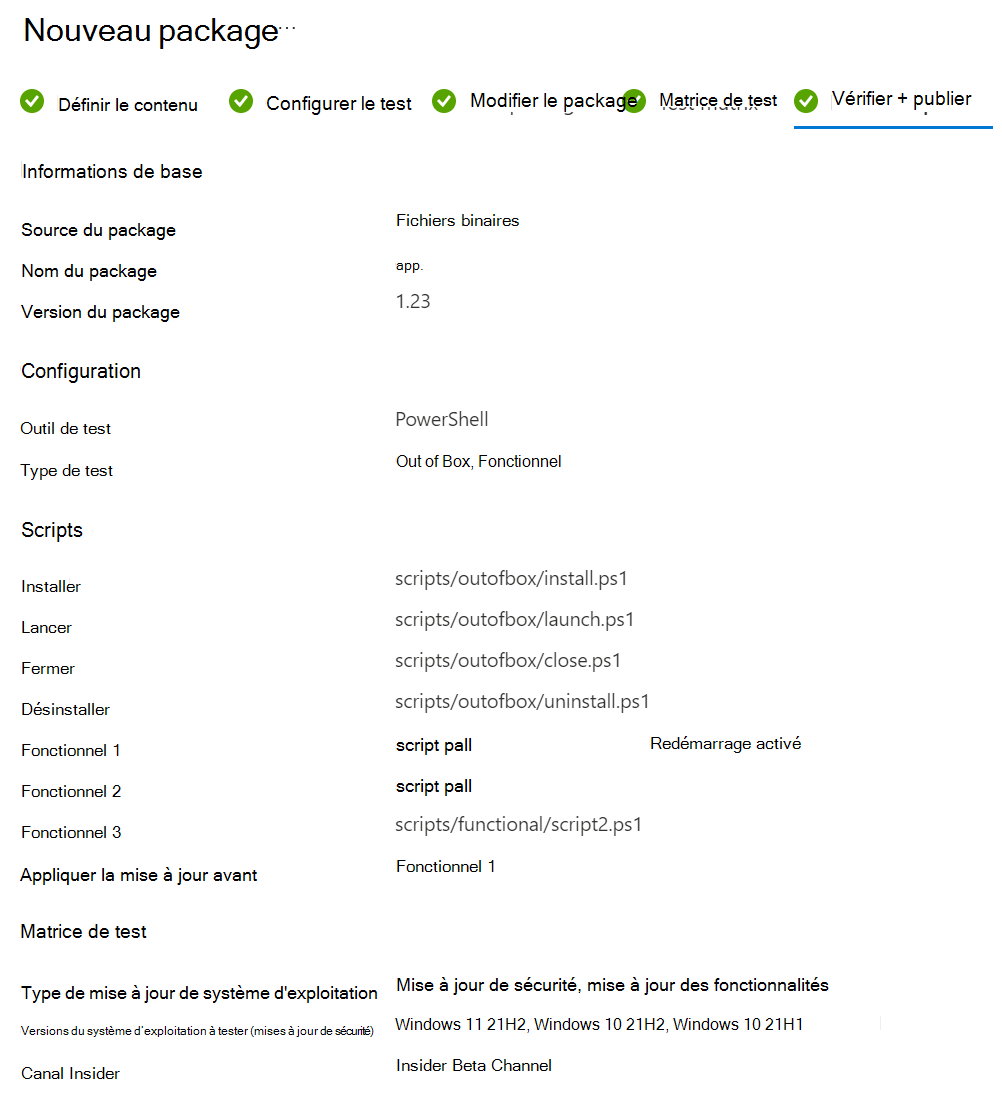 Nouveau package ...
Définir le contenu Configurer le test Modifier le package Matrice de test Vérifier + publier
Informations de base
Source du package Fichiers binaires
Nom du package app.
Version du package 1.23
Configuration
Outil de test PowerShell
Type de test Out of Box, Fonctionnel
Scripts
Installer scripts/outofbox/install.ps1
Lancer scripts/outofbox/launch.ps1
Fermer scripts/outofbox/close.ps1
Désinstaller scripts/outofbox/uninstall.ps1
Fonctionnel 1 script pall Redémarrage activé
Fonctionnel 2 script pall
Fonctionnel 3 scripts/functional/script2.ps1
Appliquer la mise à jour avant Fonctionnel 1
Matrice de test
Type de mise à jour de système d'exploitation Mise à jour de sécurité, mise à jour des fonctionnalités
Versions du système d'exploitation à tester (mises à jour de sécurité) Windows 11 21H2, Windows 10 21H2, Windows 10 21H1
Canal Insider Insider Beta Channel